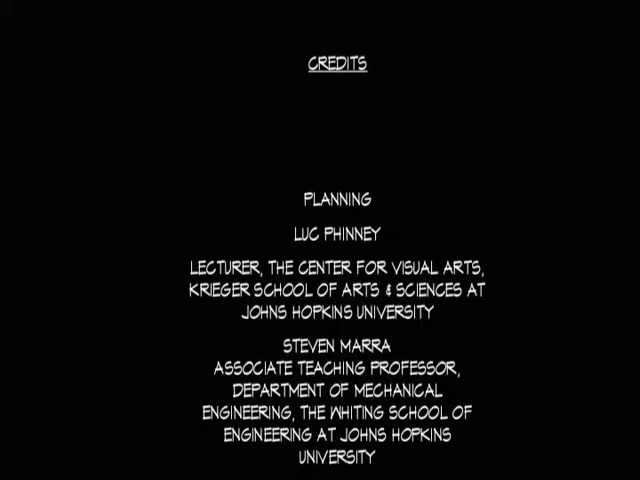 CREDITS
PLANNING
LUC PHINNEY
LECTURER, THE CENTER FOR VISUAL ARTS,
KRIEGER SCHOOL OF ARTS & SCIENCES AT
JOHNS HOPKINS UNIVERSITY
STEVEN MARRA
ASSOCIATE TEACHING PROFESSOR,
DEPARTMENT OF MECHANICAL
ENGINEERING, THE WHITING SCHOOL OF
ENGINEERING AT JOHNS HOPKINS
UNIVERSITY